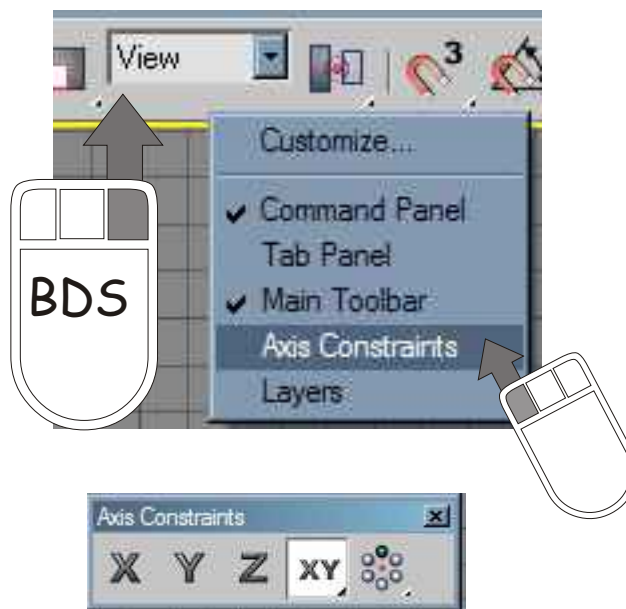 View
3
Customize...
Command Panel
Tab Panel
Main Toolbar
Axis Constraints
Layers
BDS
Axis Constraints
X Y Z XY